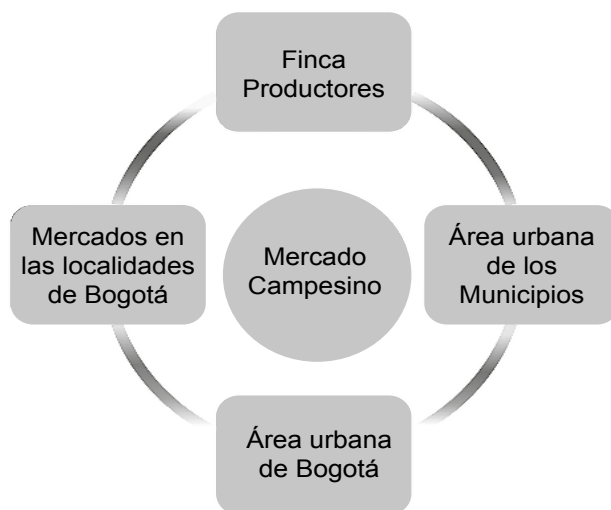 Finca
Productores
Mercados en
las localidades
de Bogotá
Mercado
Campesino
Área urbana
de los
Municipios
Área urbana
de Bogotá